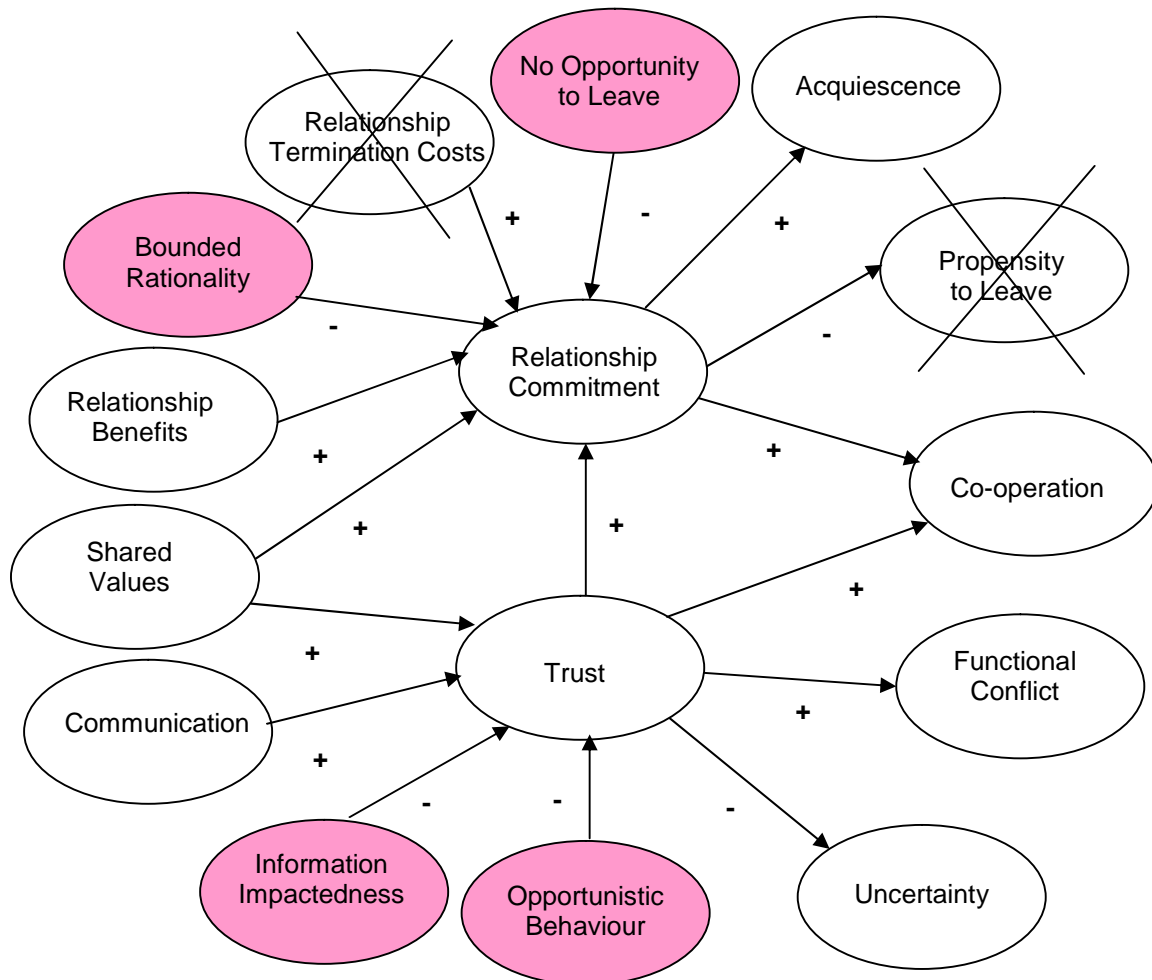 No Opportunity
to Leave
Acquiescence
Relationship
Termination Costs
+
-
+
Bounded
Rationality
Propensity
to Leave
-
-
Relationship
Commitment
Relationship
Benefits
+
+
Co-operation
+
+
Shared
Values
+
+
Trust
Functional
Conflict
Communication
+
+
-
-
-
Information
Impactedness
Opportunistic
Behaviour
Uncertainty